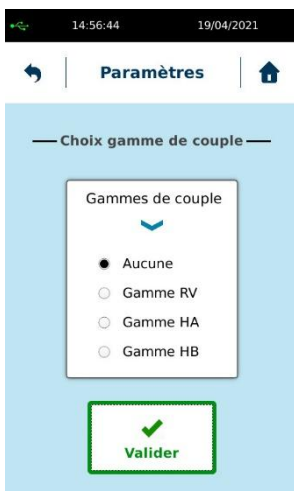 14:56:44 19/04/2021
Paramètres
Choix gamme de couple
Gammes de couple
Aucune
Gamme RV
Gamme HA
Gamme HB
Valider